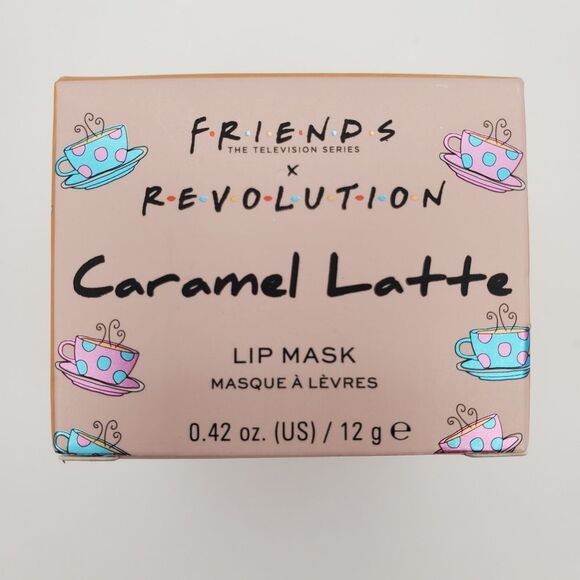 F•R•I•E•N•D•S
THE TELEVISION SERIES
x
R•E•V•O•L•U•T•I•O•N
Caramel Latte
LIP MASK
MASQUE À LÈVRES
0.42 oz. (US) / 12 g ℮